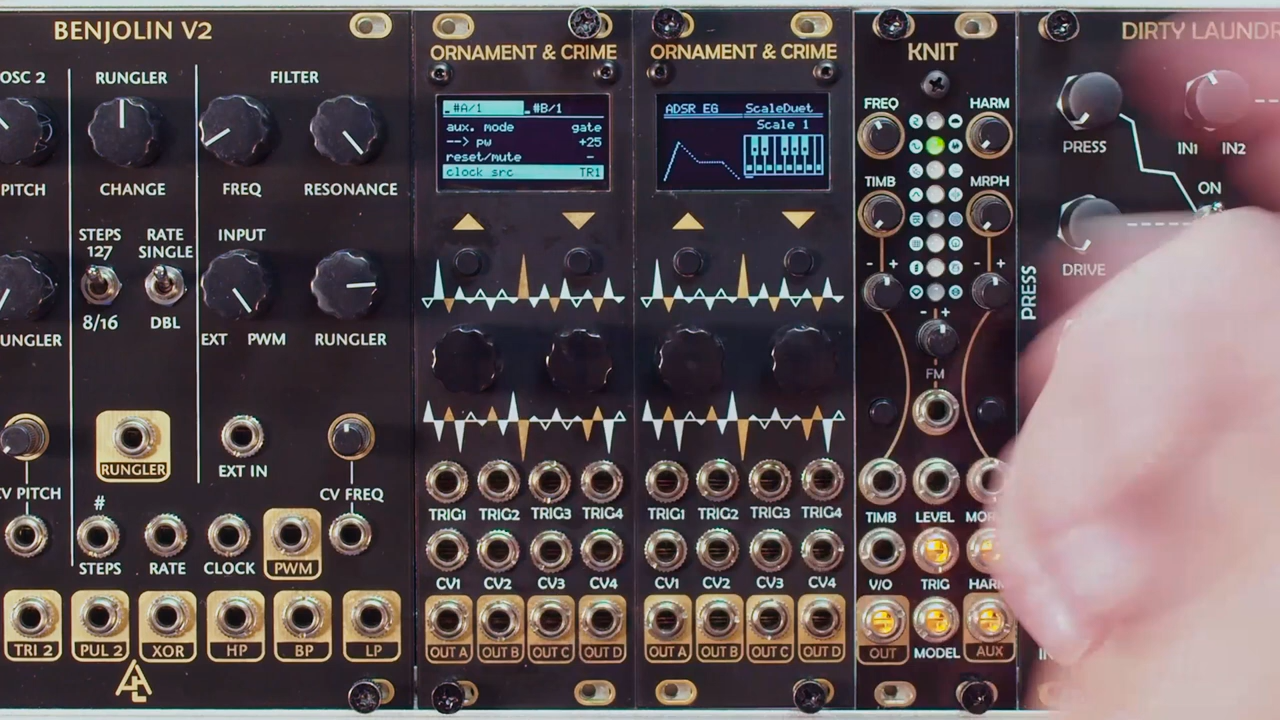 BENJOLIN V2
OSC 2
RUNGLER
FILTER
PITCH
CHANGE
FREQ
RESONANCE
STEPS
127
RATE
SINGLE
INPUT
8/16
DBL
UNGLER
EXT
PWM
RUNGLER
RUNGLER
EXT IN
CV PITCH
#
CV FREQ
STEPS
RATE
CLOCK
PWM
TRI 2
PUL 2
XOR
HP
BP
LP
ORNAMENT & CRIME
#A/1
#B/1
aux. mode gate
--> pw +25
reset/mute -
clock src TR1
TRIG1 TRIG2 TRIG3 TRIG4
CV1 CV2 CV3 CV4
OUT A OUT B OUT C OUT D
ORNAMENT & CRIME
ADSR EG ScaleDuet
Scale 1
TRIG1 TRIG2 TRIG3 TRIG4
CV1 CV2 CV3 CV4
OUT A OUT B OUT C OUT D
KNIT
FREQ
HARM
TIMB
MRPH
- +
- +
- +
FM
TIMB LEVEL
V/O TRIG HARM
OUT MODEL AUX
DIRTY LAUNDR
PRESS
IN1 IN2
ON
DRIVE
PRESS